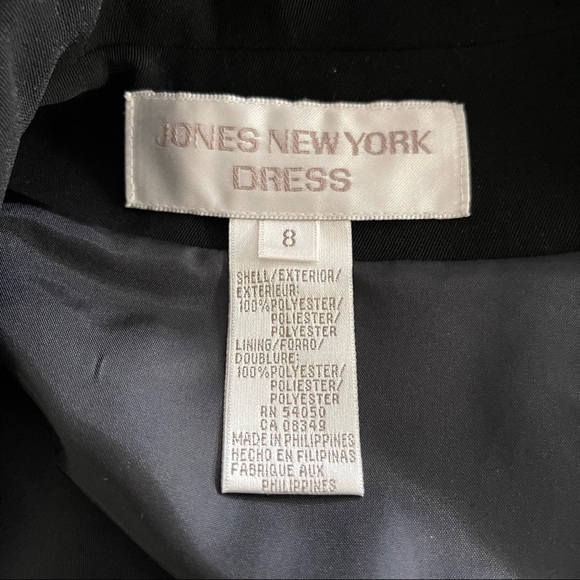 JONES NEW YORK
DRESS
8
SHELL/EXTERIOR/
EXTERIEUR:
100%POLYESTER/
POLIESTER/
POLYESTER
LINING/FORRO/
DOUBLURE:
100%POLYESTER/
POLIESTER/
POLYESTER
RN 54050
CA 08349
MADE IN PHILIPPINES
HECHO EN FILIPINAS
FABRIQUE AUX
PHILIPPINES